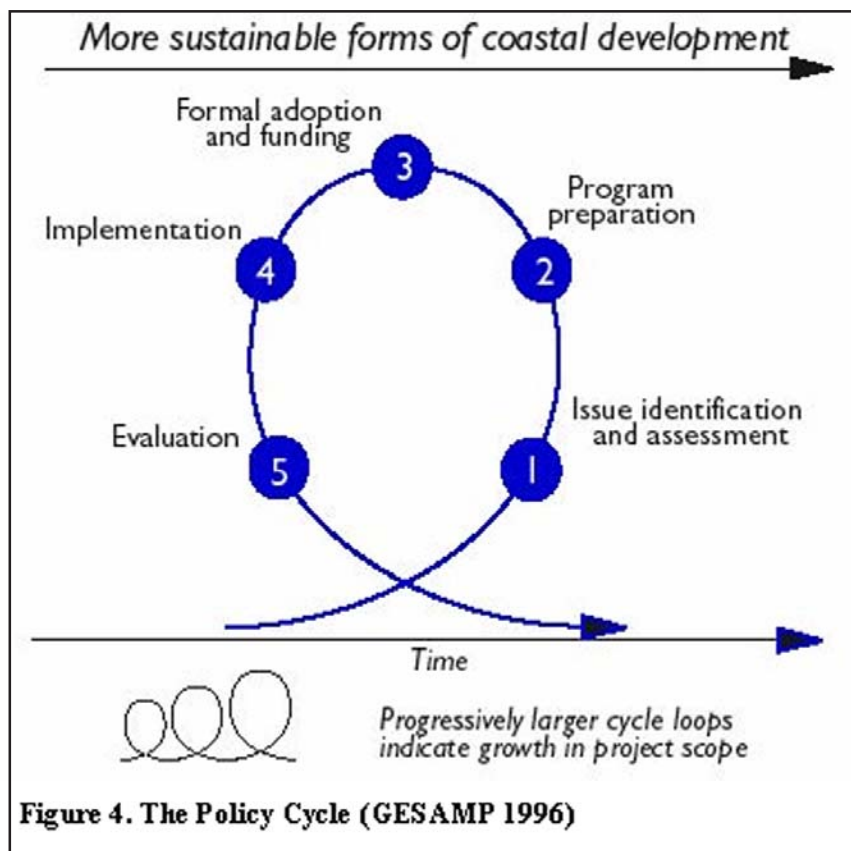 More sustainable forms of coastal development
Formal adoption
and funding
3
Program
preparation
Implementation
4
2
Issue identification
and assessment
Evaluation
5
1
Time
Progressively larger cycle loops
indicate growth in project scope
Figure 4. The Policy Cycle (GESAMP 1996)